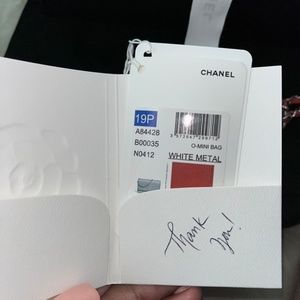 CHANEL
19P
A84428
B00035
N0412
O-MINI BAG
WHITE METAL
Thank
You!